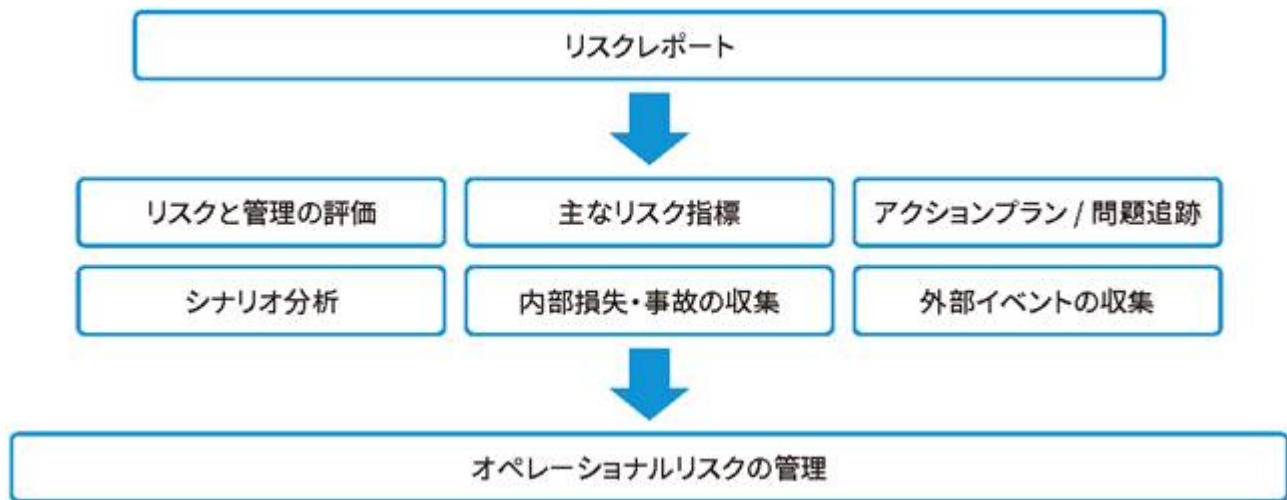 リスクレポート
リスクと管理の評価
主なリスク指標
アクションプラン / 問題追跡
シナリオ分析
内部損失・事故の収集
外部イベントの収集
オペレーショナルリスクの管理